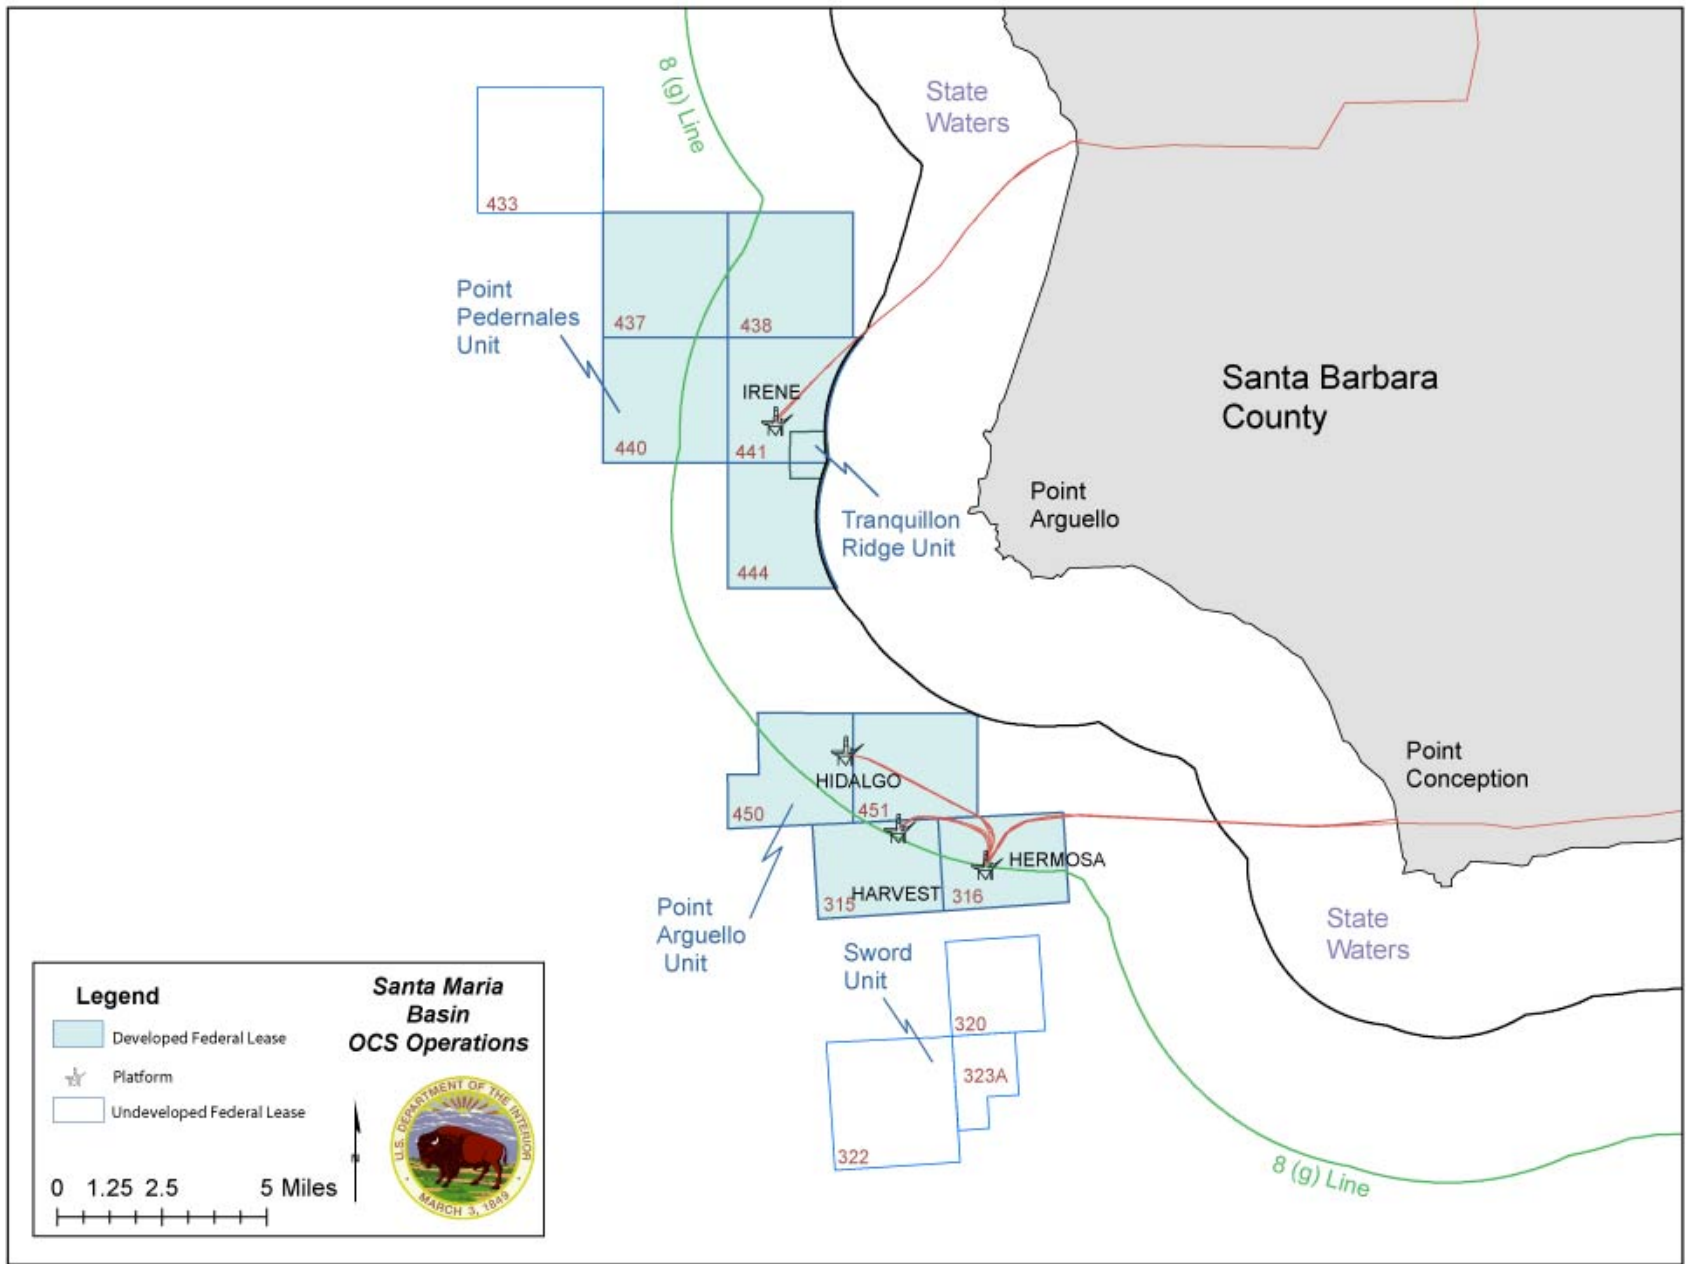 8 (g) Line
State
Waters
433
Point
Pedernales
Unit
437
438
Santa Barbara
County
IRENE
440
441
Point
Arguello
Tranquillon
Ridge Unit
444
Point
Conception
HIDALGO
450
451
HERMOSA
HARVEST
315
316
Point
Arguello
Unit
State
Waters
Sword
Unit
320
323A
322
8 (g) Line
Legend
Developed Federal Lease
Platform
Undeveloped Federal Lease
Santa Maria
Basin
OCS Operations
N
U.S. DEPARTMENT OF THE INTERIOR
MARCH 3, 1849
0 1.25 2.5 5 Miles